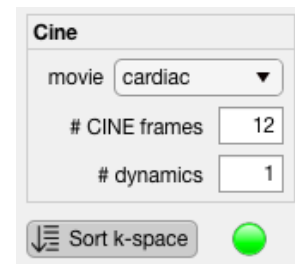 Cine
movie cardiac
# CINE frames 12
# dynamics 1
Sort k-space